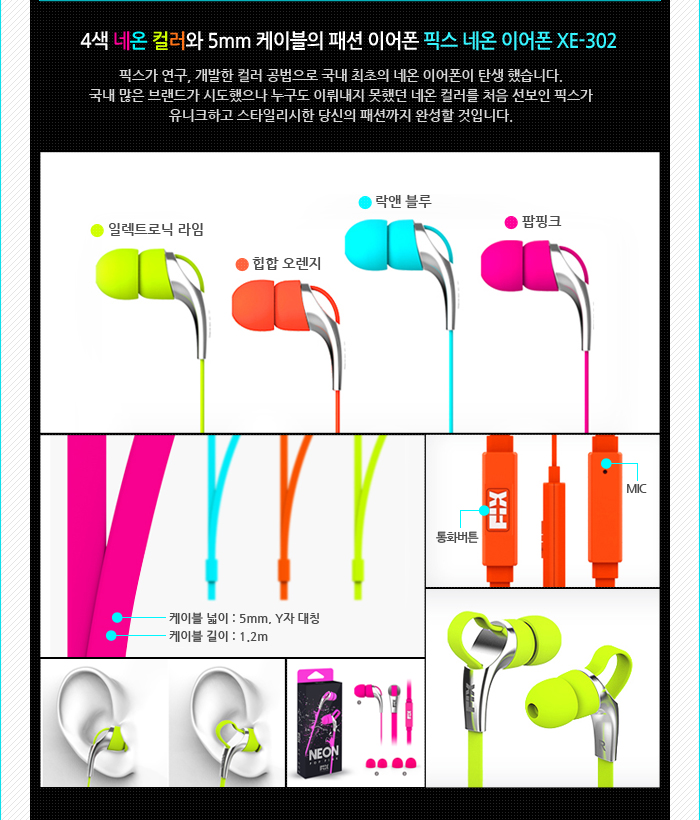 4색 네온 컬러와 5mm 케이블의 패션 이어폰 픽스 네온 이어폰 XE-302
픽스가 연구, 개발한 컬러 공법으로 국내 최초의 네온 이어폰이 탄생 했습니다.
국내 많은 브랜드가 시도했으나 누구도 이뤄내지 못했던 네온 컬러를 처음 선보인 픽스가
유니크하고 스타일리시한 당신의 패션까지 완성할 것입니다.
락앤 블루
팝핑크
일렉트로닉 라임
힙합 오렌지
MIC
FIX
통화버튼
케이블 넓이 : 5mm, Y자 대칭
케이블 길이 : 1.2m
FIX
R
FIX
NEON
FIX